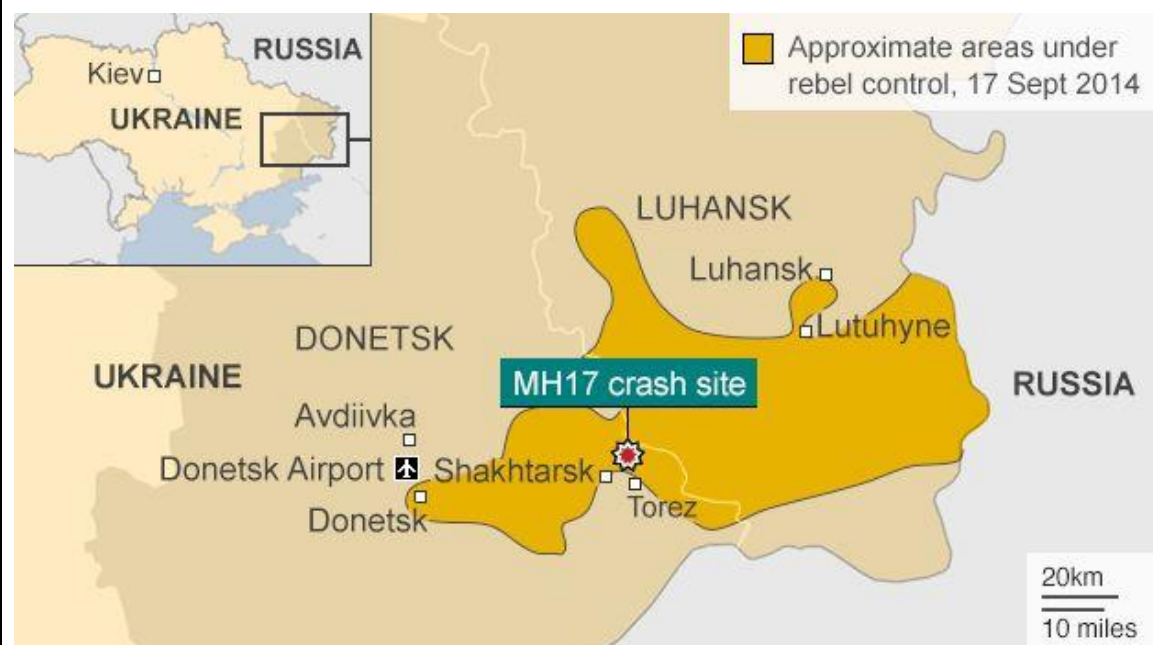 RUSSIA
Kiev
UKRAINE
Approximate areas under
rebel control, 17 Sept 2014
LUHANSK
Luhansk
Lutuhyne
DONETSK
MH17 crash site
UKRAINE
RUSSIA
Avdiivka
Donetsk Airport
Shakhtarsk
Torez
Donetsk
20km
10 miles